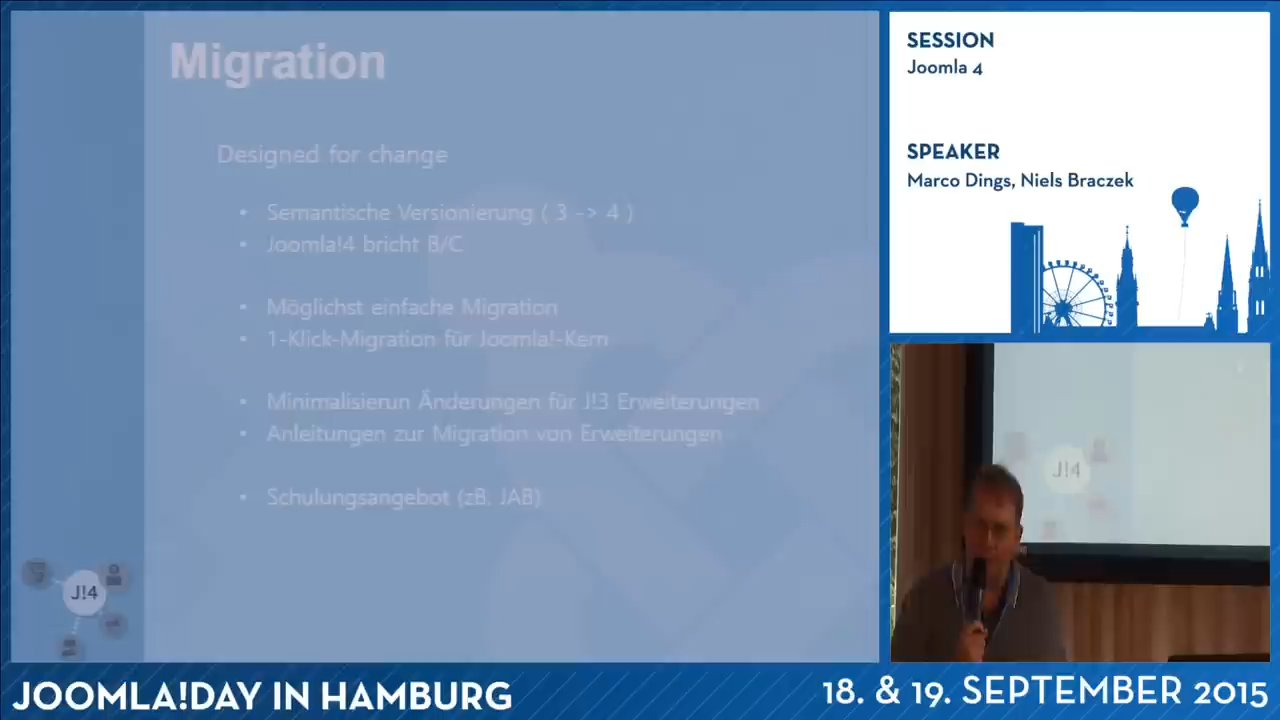 Migration
Designed for change
• Semantische Versionierung ( 3 -> 4 )
• Joomla!4 bricht B/C
• Möglichst einfache Migration
• 1-Klick-Migration für Joomla!-Kern
• Minimalisierun Änderungen für J!3 Erweiterungen
• Anleitungen zur Migration von Erweiterungen
• Schulungsangebot (zB. JAB)
J!4
SESSION
Joomla 4
SPEAKER
Marco Dings, Niels Braczek
J!4
JOOMLA!DAY IN HAMBURG
18. & 19. SEPTEMBER 2015